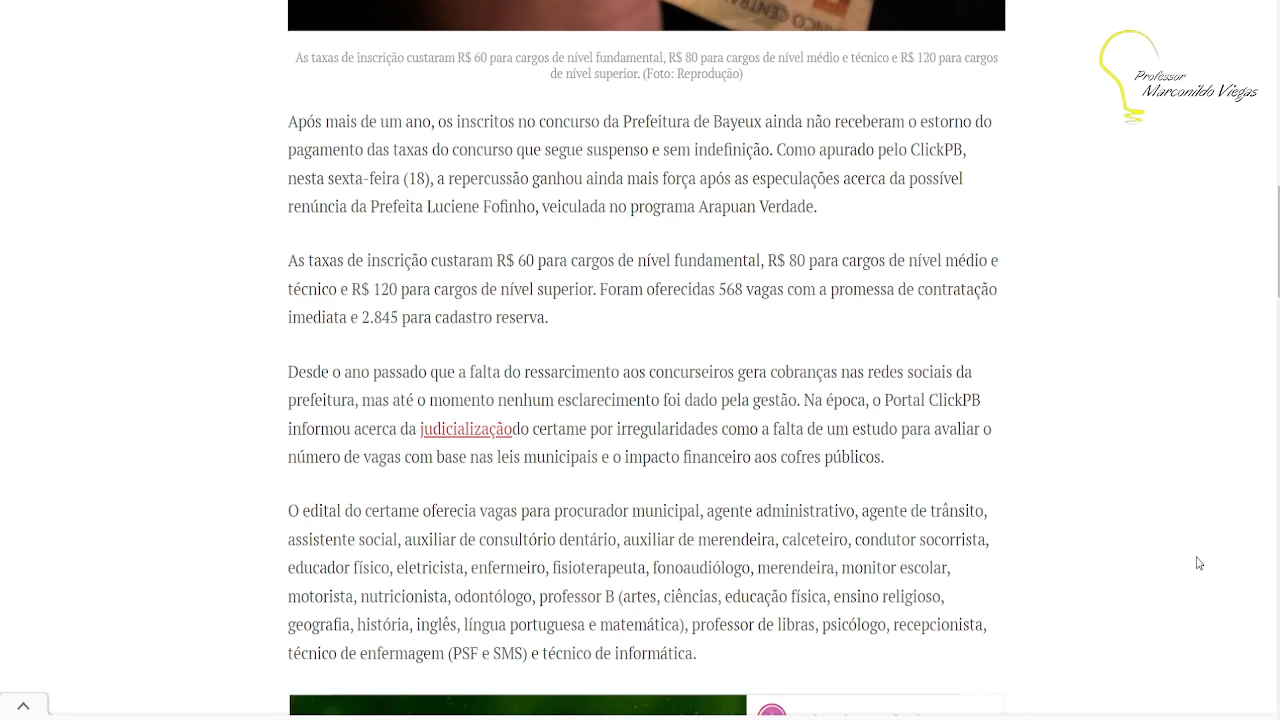 BANCO CENTRO
As taxas de inscrição custaram R$ 60 para cargos de nível fundamental, R$ 80 para cargos de nível médio e técnico e R$ 120 para cargos
de nível superior. (Foto: Reprodução)
Professor
Marconildo Viegas
Após mais de um ano, os inscritos no concurso da Prefeitura de Bayeux ainda não receberam o estorno do
pagamento das taxas do concurso que segue suspenso e sem indefinição. Como apurado pelo ClickPB,
nesta sexta-feira (18), a repercussão ganhou ainda mais força após as especulações acerca da possível
renúncia da Prefeita Luciene Fofinho, veiculada no programa Arapuan Verdade.
As taxas de inscrição custaram R$ 60 para cargos de nível fundamental, R$ 80 para cargos de nível médio e
técnico e R$ 120 para cargos de nível superior. Foram oferecidas 568 vagas com a promessa de contratação
imediata e 2.845 para cadastro reserva.
Desde o ano passado que a falta do ressarcimento aos concurseiros gera cobranças nas redes sociais da
prefeitura, mas até o momento nenhum esclarecimento foi dado pela gestão. Na época, o Portal ClickPB
informou acerca da judicializaçãodo certame por irregularidades como a falta de um estudo para avaliar o
número de vagas com base nas leis municipais e o impacto financeiro aos cofres públicos.
O edital do certame oferecia vagas para procurador municipal, agente administrativo, agente de trânsito,
assistente social, auxiliar de consultório dentário, auxiliar de merendeira, calceteiro, condutor socorrista,
educador físico, eletricista, enfermeiro, fisioterapeuta, fonoaudiólogo, merendeira, monitor escolar,
motorista, nutricionista, odontólogo, professor B (artes, ciências, educação física, ensino religioso,
geografia, história, inglês, língua portuguesa e matemática), professor de libras, psicólogo, recepcionista,
técnico de enfermagem (PSF e SMS) e técnico de informática.